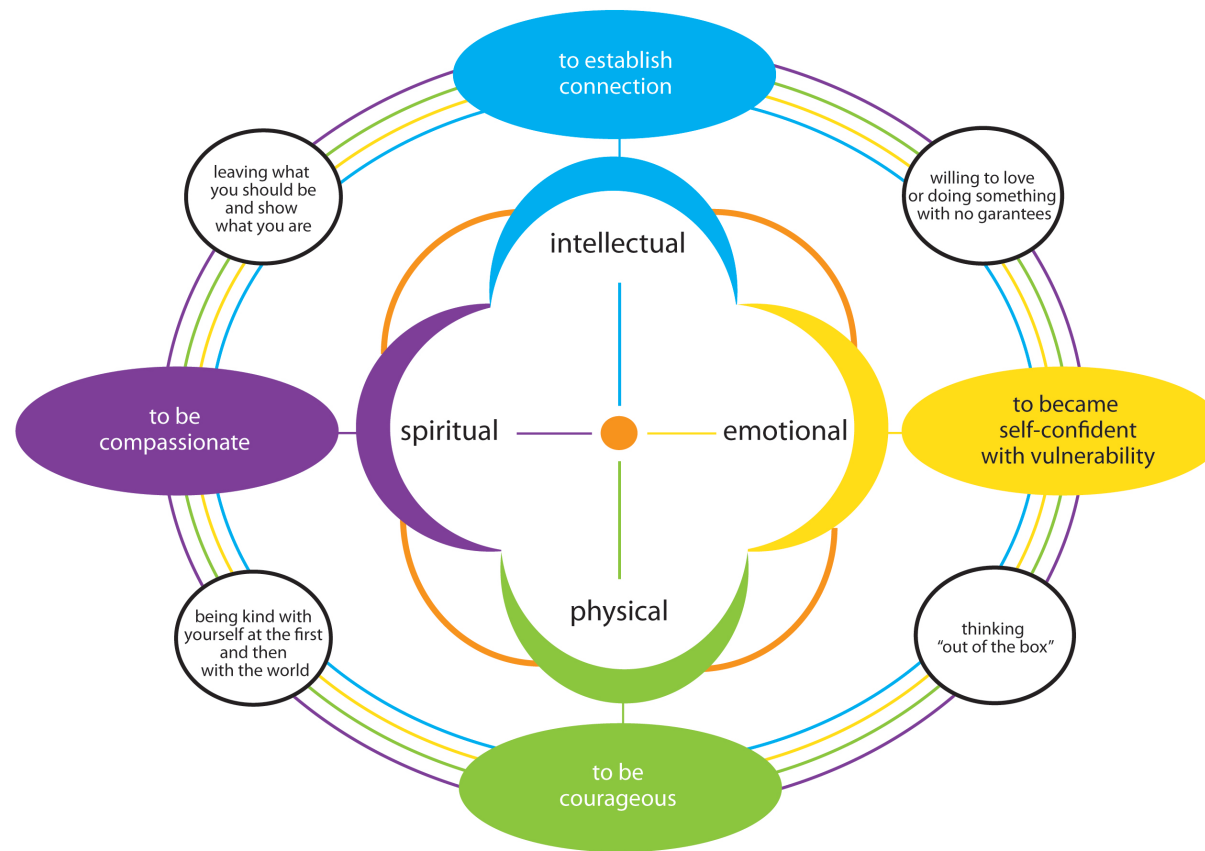 to establish
connection
leaving what
you should be
and show
what you are
willing to love
or doing something
with no garantees
intellectual
to be
compassionate
spiritual
emotional
to became
self-confident
with vulnerability
physical
being kind with
yourself at the first
and then
with the world
thinking
“out of the box”
to be
courageous